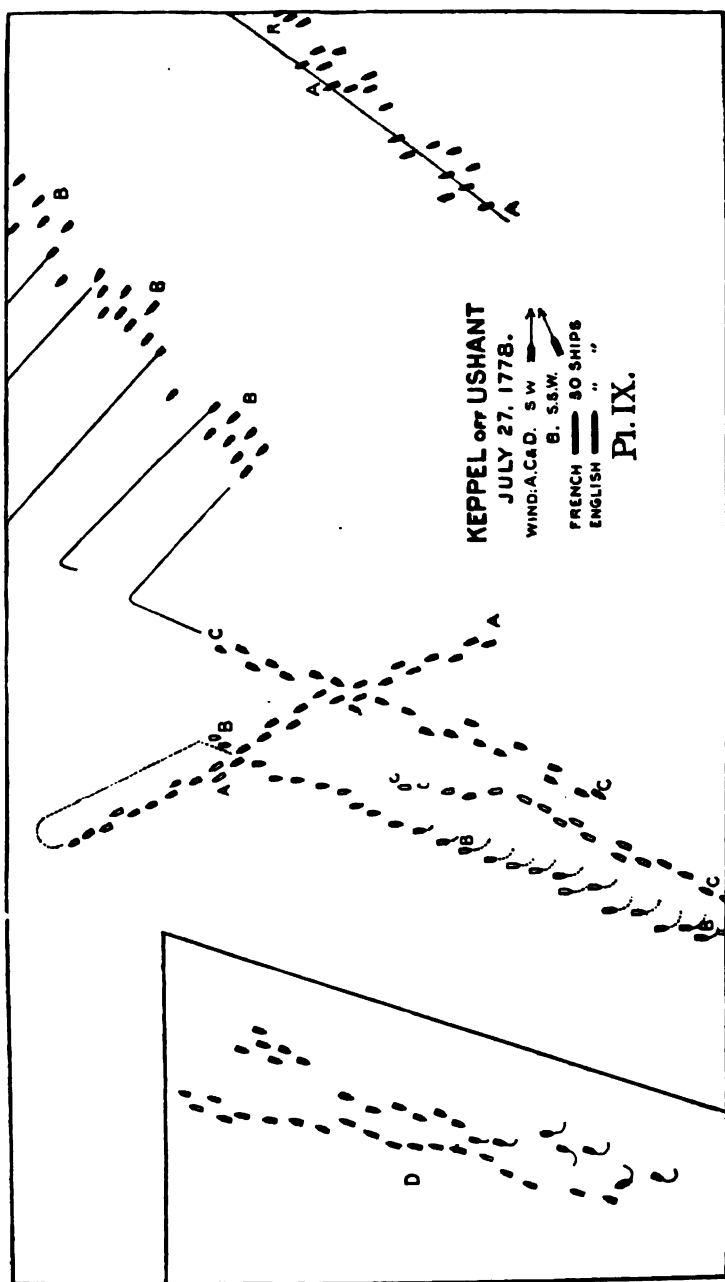 R
A
B
A
B
B
KEPPEL OFF USHANT
JULY 27, 1778.
WIND: A.C&D. S W
B. S.S.W.
FRENCH 30 SHIPS
ENGLISH " "
Pl. IX.
C
A
B
A
C
C
B
C
C
B
D